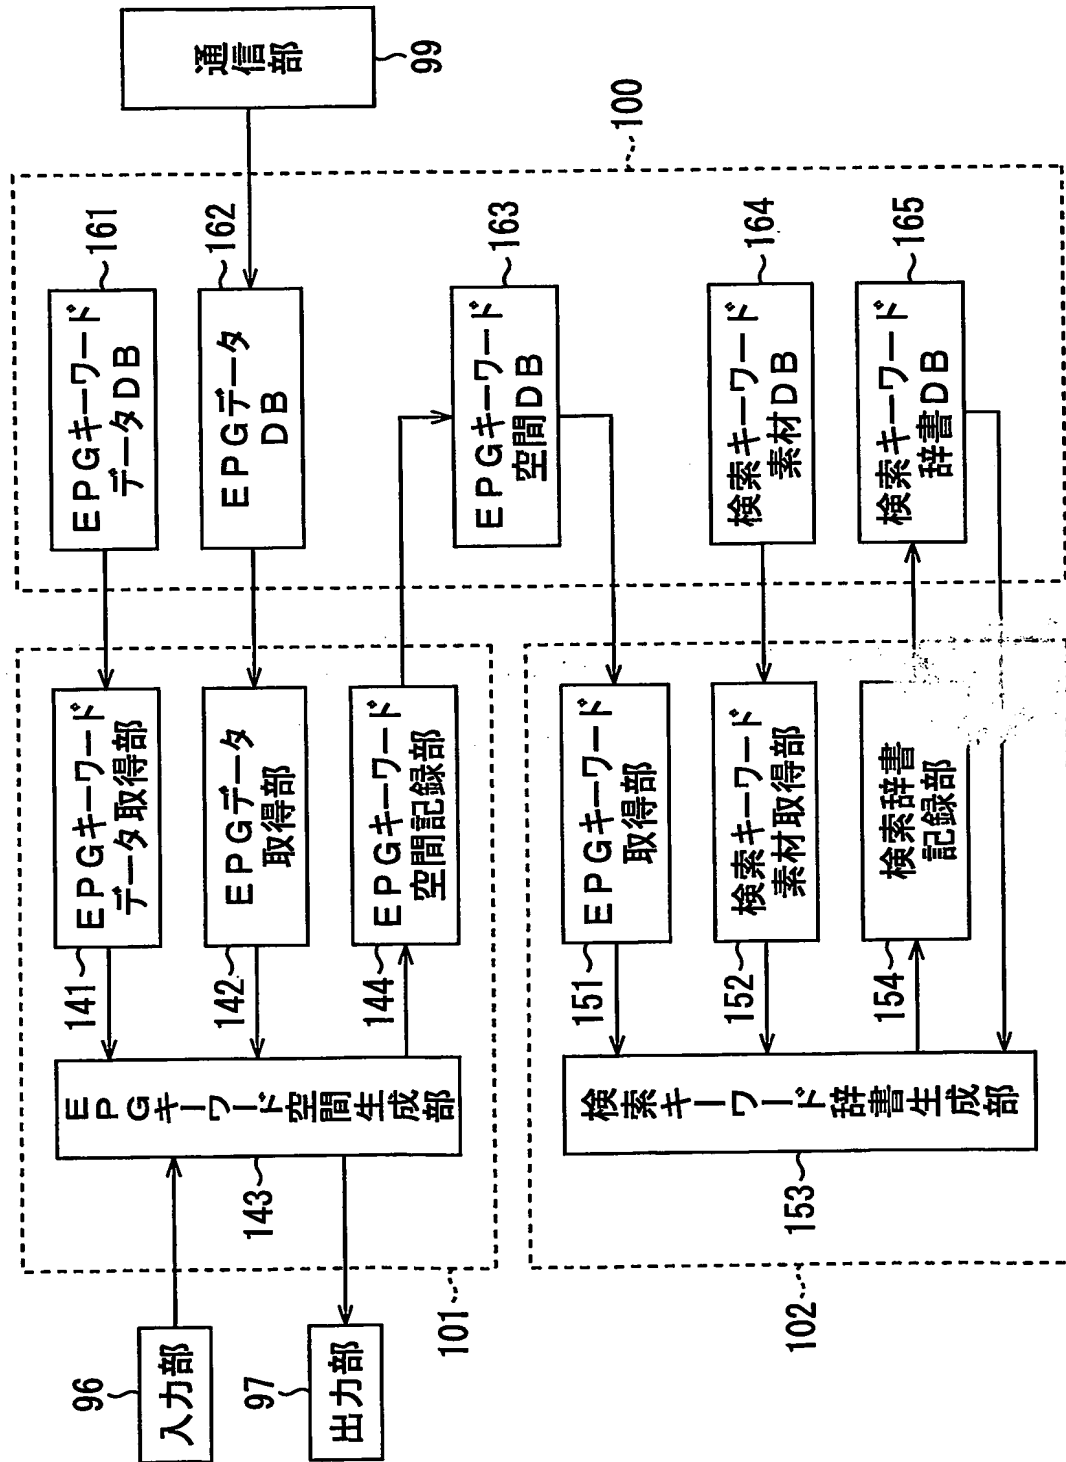 96
入力部
97
出力部
101
EPGキーワード空間生成部
143
141
EPGキーワード
データ取得部
142
EPGデータ
取得部
144
EPGキーワード
空間記録部
102
検索キーワード辞書生成部
153
151
EPGキーワード
取得部
152
検索キーワード
素材取得部
154
検索辞書
記録部
100
EPGキーワード
データDB
161
EPGデータ
DB
162
EPGキーワード
空間DB
163
検索キーワード
素材DB
164
検索キーワード
辞書DB
165
通信部
99